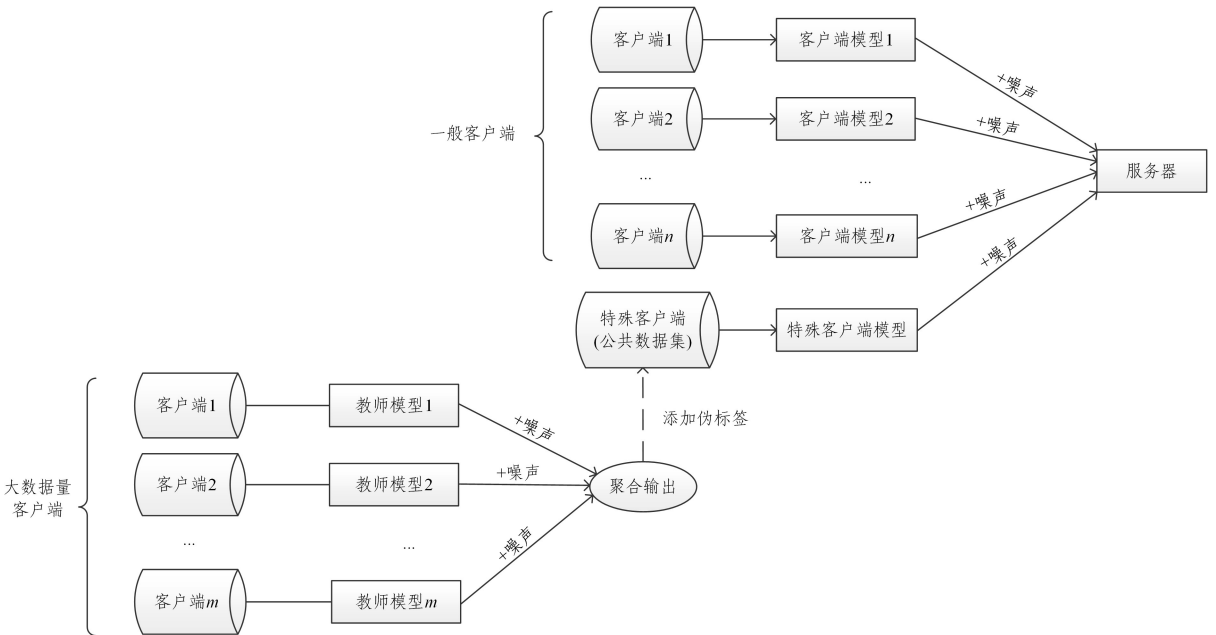 客户端1
客户端模型1
+噪声
客户端2
客户端模型2
+噪声
一般客户端
...
...
服务器
客户端n
客户端模型n
+噪声
+噪声
特殊客户端
(公共数据集)
特殊客户端模型
添加伪标签
客户端1
教师模型1
+噪声
大数据量
客户端
客户端2
教师模型2
+噪声
聚合输出
...
...
+噪声
客户端m
教师模型m